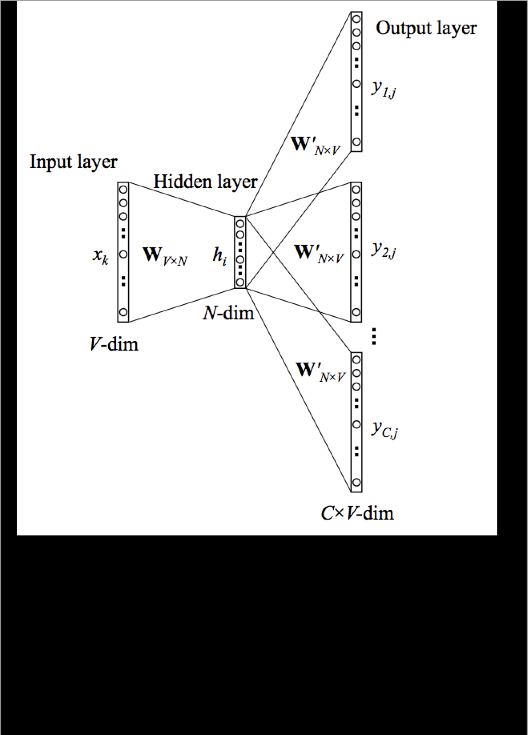 Output layer
y1,j
W'N×V
Input layer
Hidden layer
xk
WV×N
hi
W'N×V
y2,j
N-dim
V-dim
W'N×V
yC,j
C×V-dim